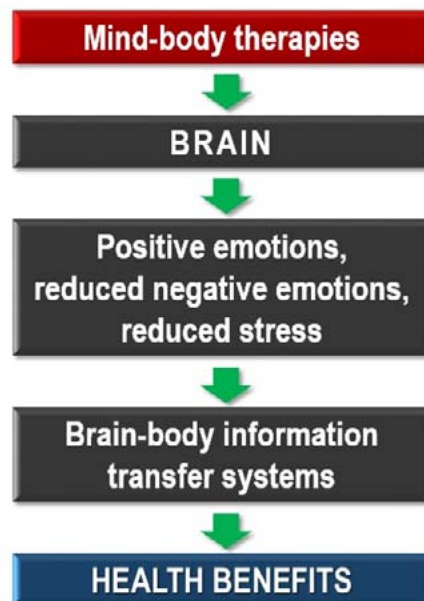 Mind-body therapies
BRAIN
Positive emotions,
reduced negative emotions,
reduced stress
Brain-body information
transfer systems
HEALTH BENEFITS